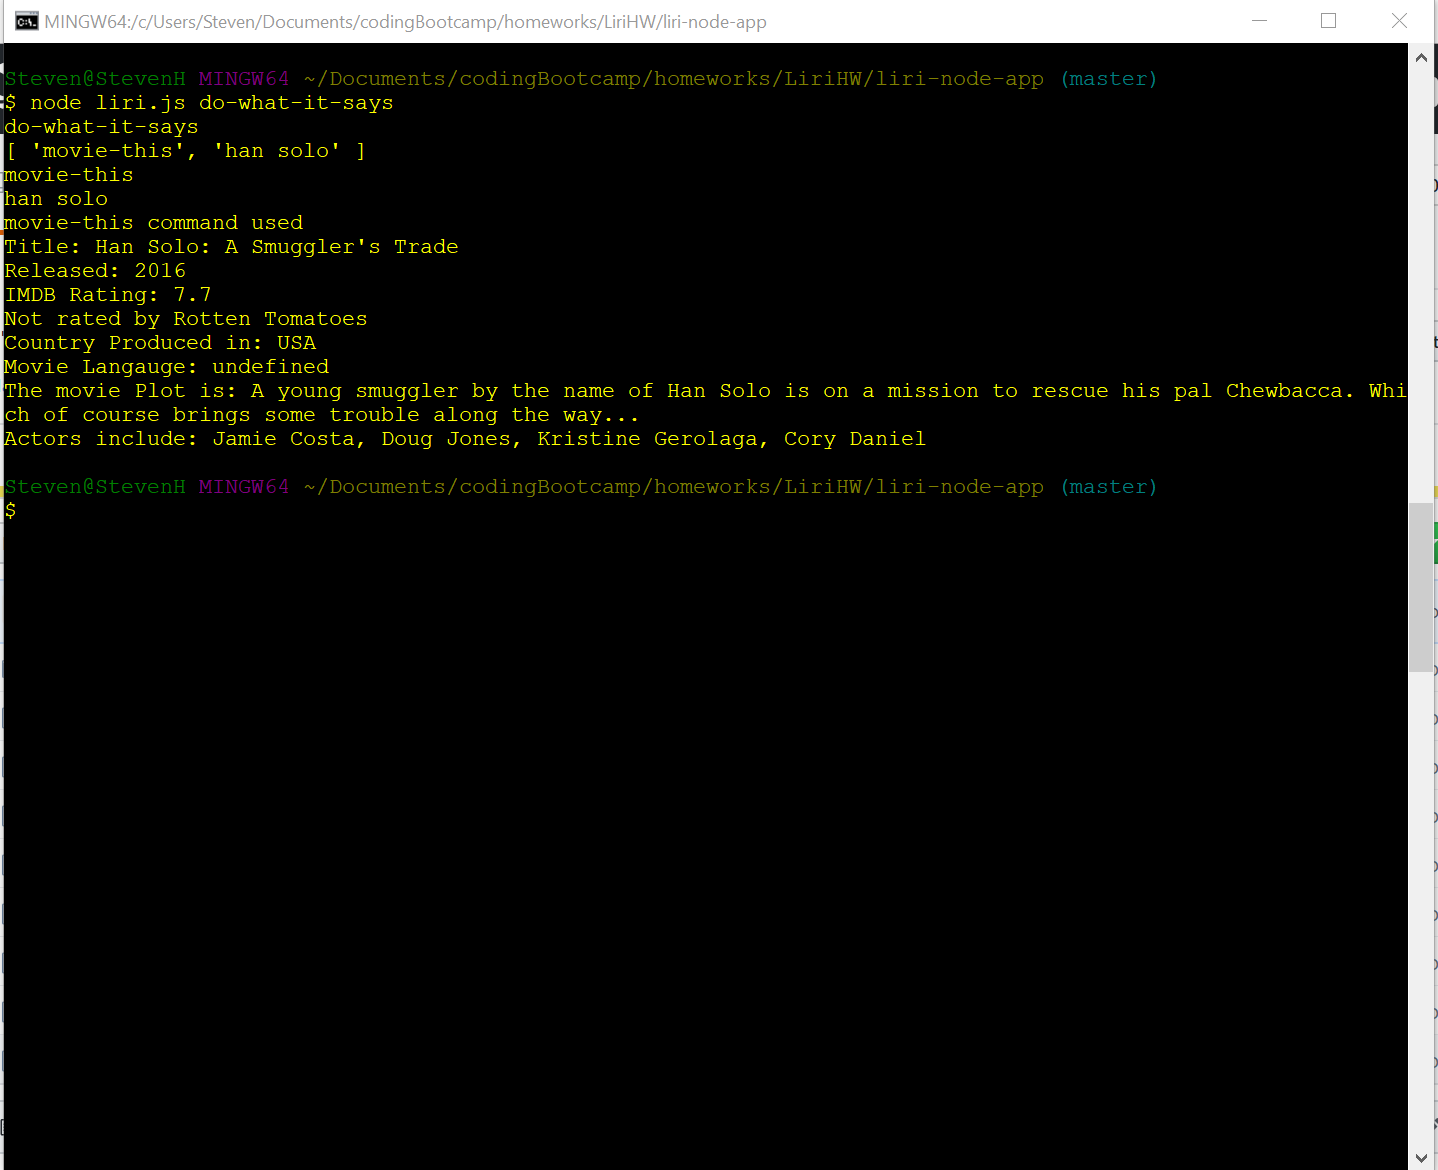 MINGW64:/c/Users/Steven/Documents/codingBootcamp/homeworks/LiriHW/liri-node-app
Steven@StevenH MINGW64 ~/Documents/codingBootcamp/homeworks/LiriHW/liri-node-app (master)
$ node liri.js do-what-it-says
do-what-it-says
[ 'movie-this', 'han solo' ]
movie-this
han solo
movie-this command used
Title: Han Solo: A Smuggler's Trade
Released: 2016
IMDB Rating: 7.7
Not rated by Rotten Tomatoes
Country Produced in: USA
Movie Langauge: undefined
The movie Plot is: A young smuggler by the name of Han Solo is on a mission to rescue his pal Chewbacca. Whi
ch of course brings some trouble along the way...
Actors include: Jamie Costa, Doug Jones, Kristine Gerolaga, Cory Daniel
Steven@StevenH MINGW64 ~/Documents/codingBootcamp/homeworks/LiriHW/liri-node-app (master)
$